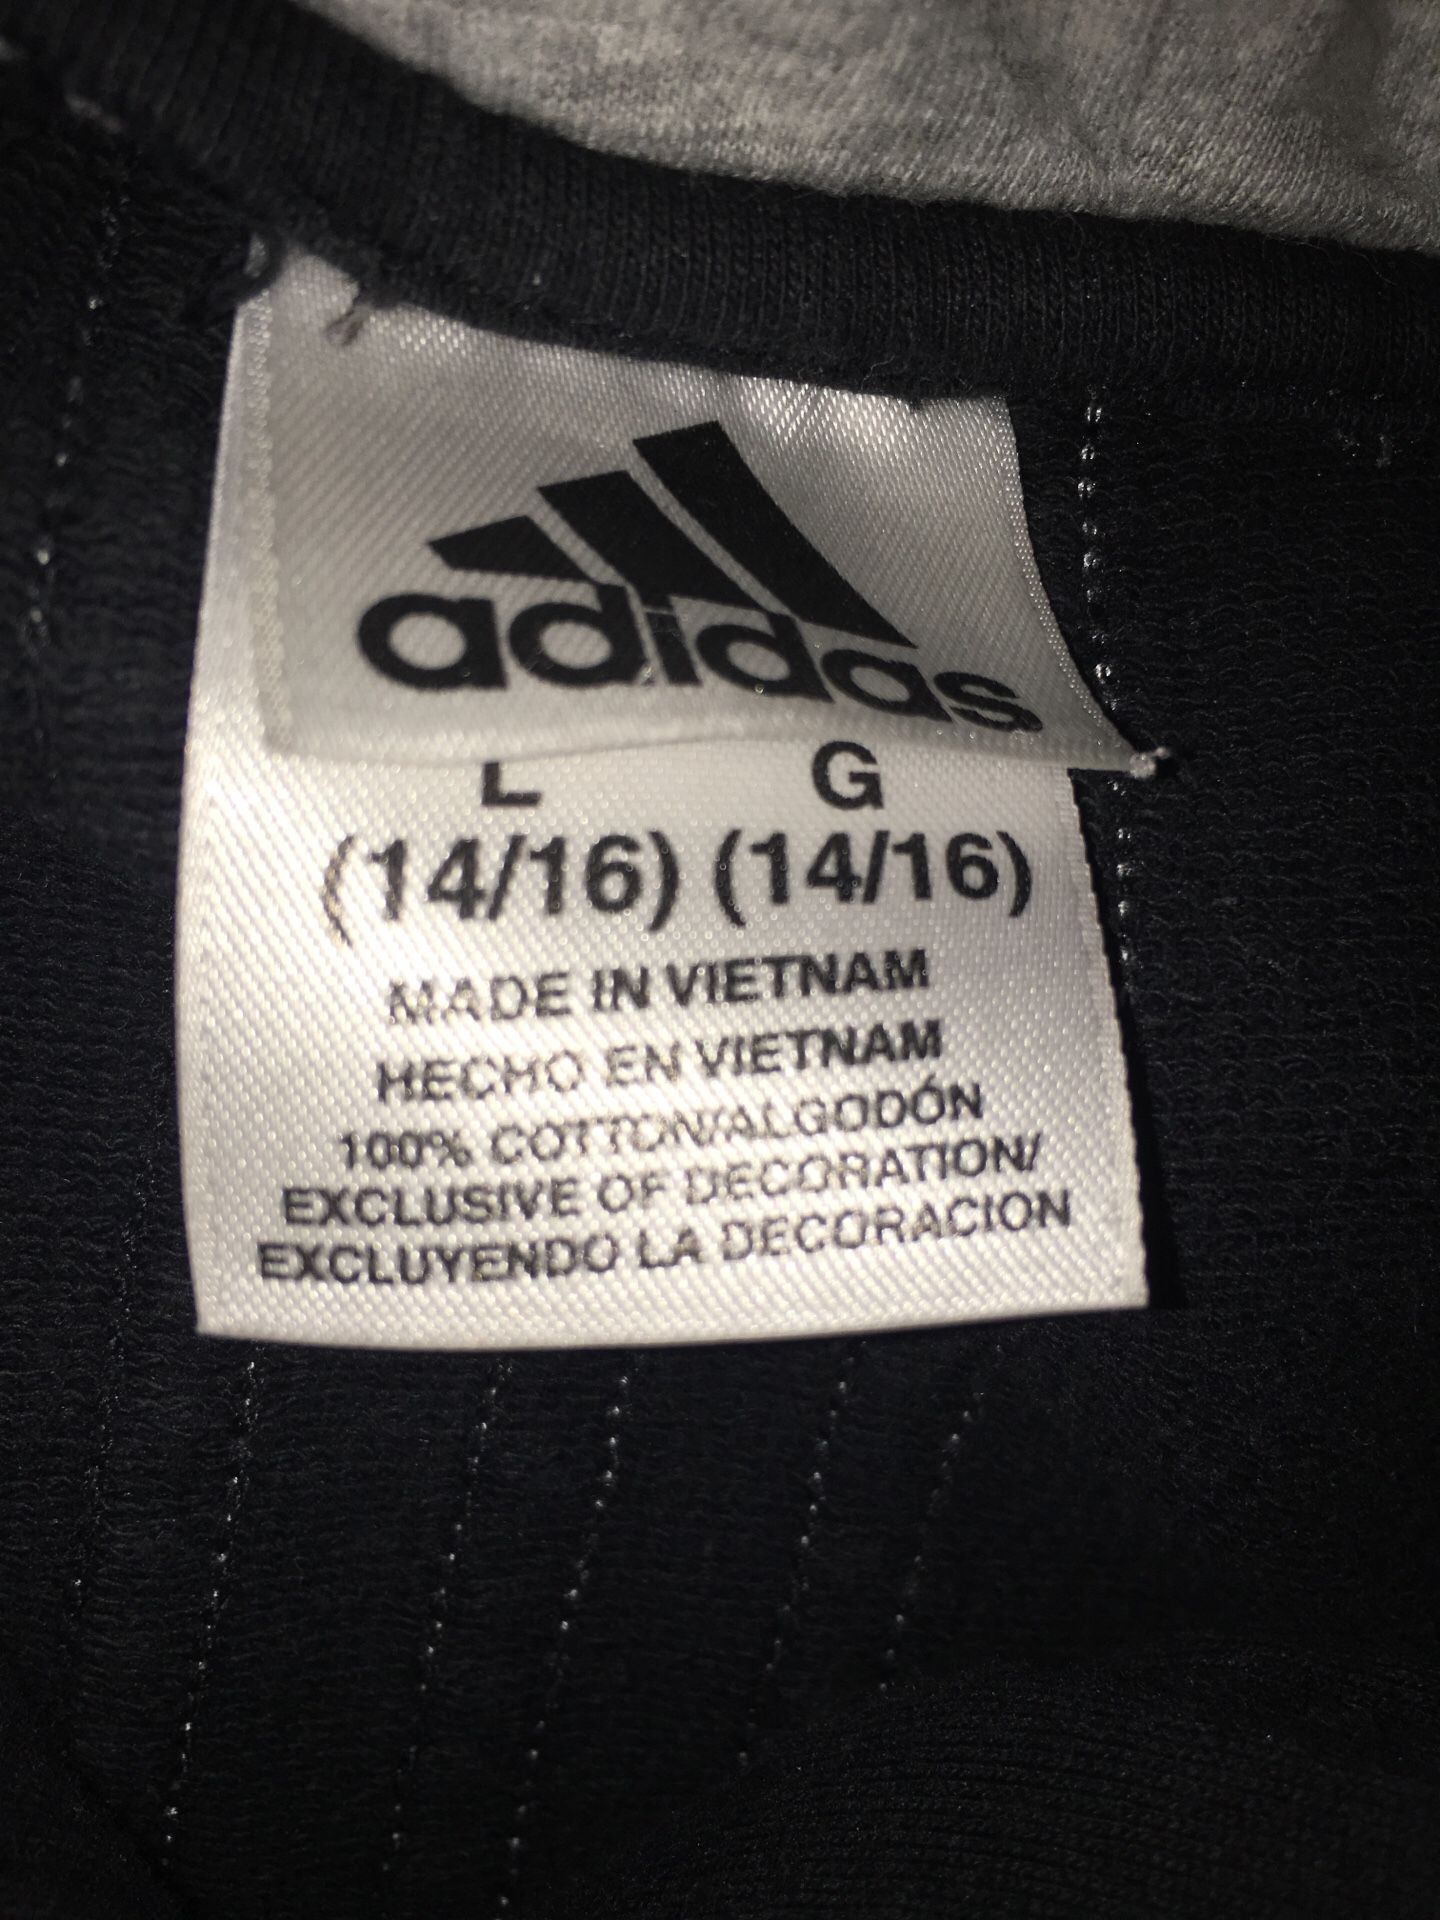 adidas
L G
(14/16) (14/16)
MADE IN VIETNAM
HECHO EN VIETNAM
100% COTTON/ALGODÓN
EXCLUSIVE OF DECORATION/
EXCLUYENDO LA DECORACION